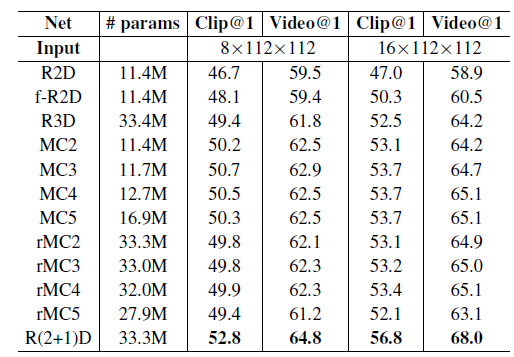 Net # params Clip@1 Video@1 Clip@1 Video@1
Input 8×112×112 16×112×112
R2D 11.4M 46.7 59.5 47.0 58.9
f-R2D 11.4M 48.1 59.4 50.3 60.5
R3D 33.4M 49.4 61.8 52.5 64.2
MC2 11.4M 50.2 62.5 53.1 64.2
MC3 11.7M 50.7 62.9 53.7 64.7
MC4 12.7M 50.5 62.5 53.7 65.1
MC5 16.9M 50.3 62.5 53.7 65.1
rMC2 33.3M 49.8 62.1 53.1 64.9
rMC3 33.0M 49.8 62.3 53.2 65.0
rMC4 32.0M 49.9 62.3 53.4 65.1
rMC5 27.9M 49.4 61.2 52.1 63.1
R(2+1)D 33.3M 52.8 64.8 56.8 68.0